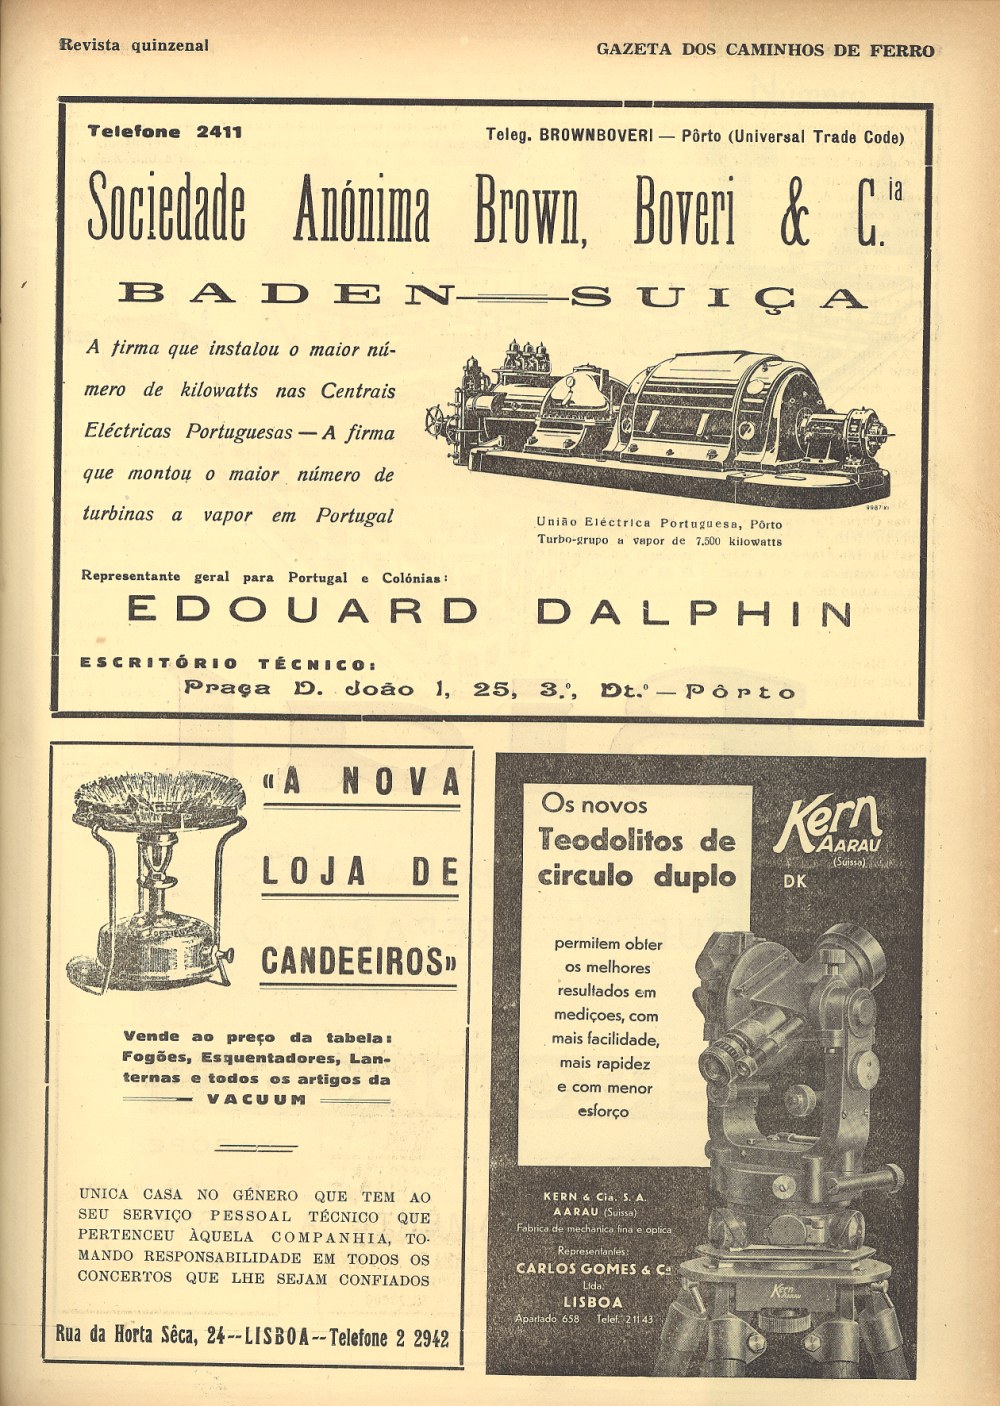 Revista quinzenal
GAZETA DOS CAMINHOS DE FERRO
Telefone 2411
Teleg. BROWNBOVERI — Pôrto (Universal Trade Code)
Sociedade Anónima Brown, Boveri & C.ia
BADEN—SUIÇA
A firma que instalou o maior nú-
mero de kilowatts nas Centrais
Eléctricas Portuguesas — A firma
que montou o maior número de
turbinas a vapor em Portugal
União Eléctrica Portuguesa, Pôrto
Turbo-grupo a vapor de 7.500 kilowatts
Representante geral para Portugal e Colónias:
EDOUARD DALPHIN
ESCRITÓRIO TÉCNICO:
Praça D. João 1, 25, 3.º, Dt.º — Pôrto
«A NOVA
LOJA DE
CANDEEIROS»
Vende ao preço da tabela:
Fogões, Esquentadores, Lan-
ternas e todos os artigos da
VACUUM
UNICA CASA NO GÉNERO QUE TEM AO
SEU SERVIÇO PESSOAL TÉCNICO QUE
PERTENCEU ÀQUELA COMPANHIA, TO-
MANDO RESPONSABILIDADE EM TODOS OS
CONCERTOS QUE LHE SEJAM CONFIADOS
Rua da Horta Sêca, 24--LISBOA--Telefone 2 2942
Os novos
Teodolitos de
circulo duplo
Kern
AARAU
(Suissa)
DK
permitem obter
os melhores
resultados em
mediçoes, com
mais facilidade,
mais rapidez
e com menor
esforço
KERN & Cia. S. A.
AARAU (Suissa)
Fabrica de mechanica fina e optica
Representantes:
CARLOS GOMES & Cª
Ltda.
LISBOA
Apartado 658 Telef. 21143
Kern
AARAU